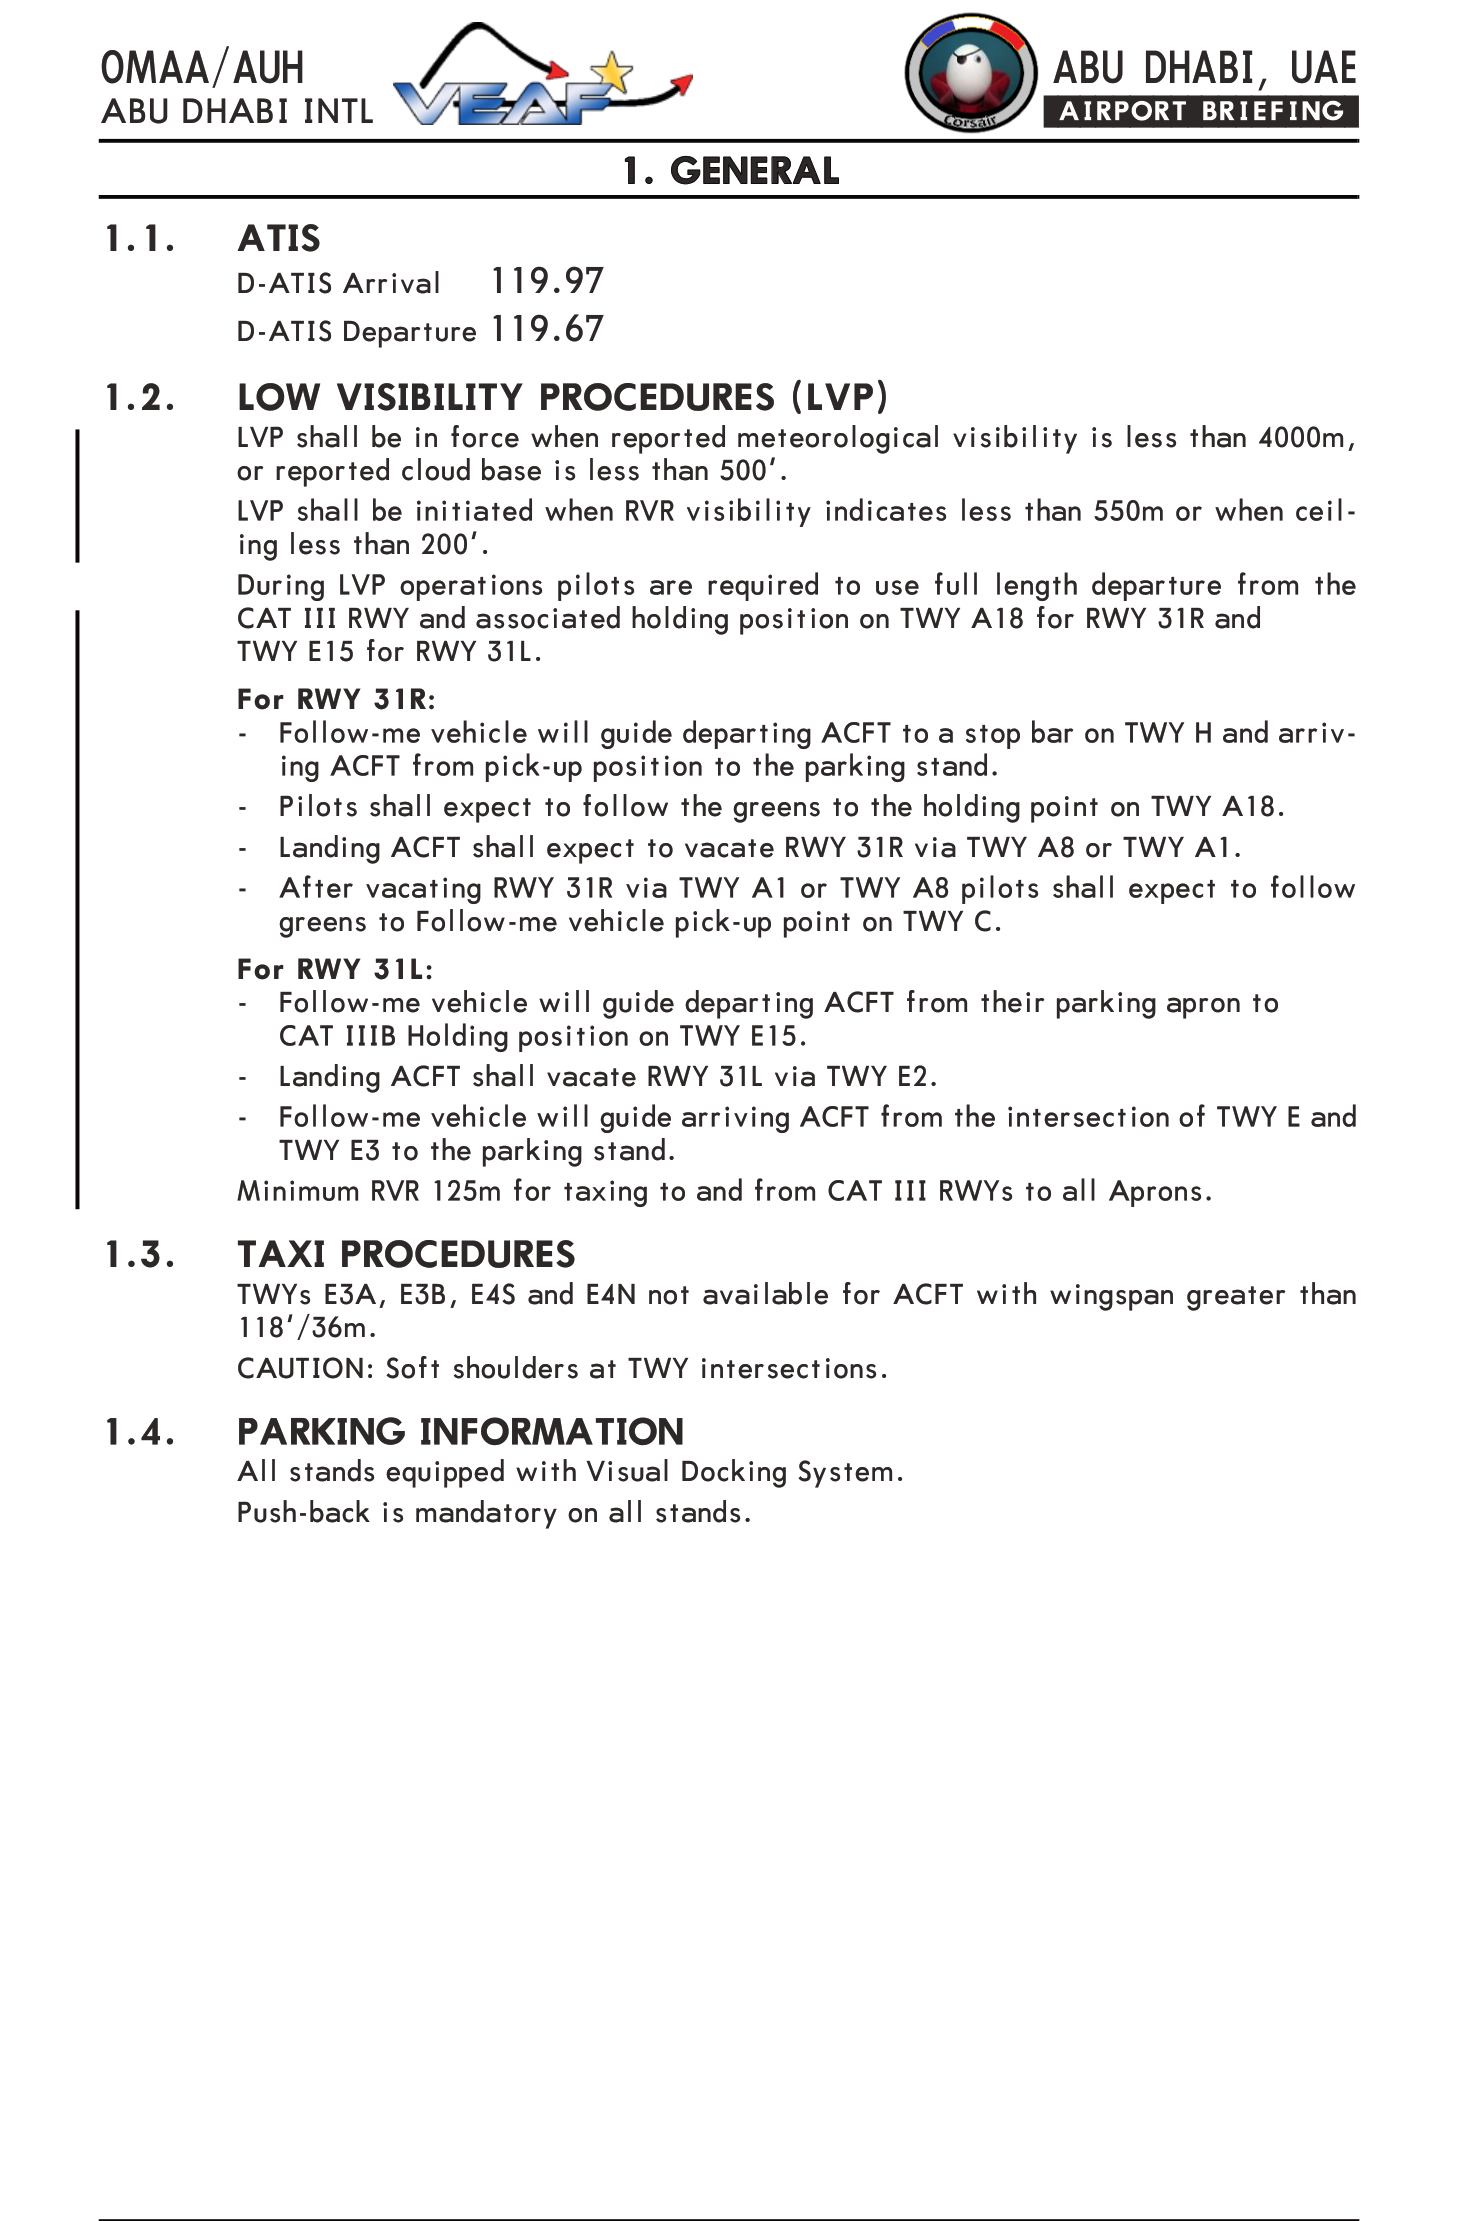 OMAA/AUH
ABU DHABI INTL
VEAF
Corsair
ABU DHABI, UAE
AIRPORT BRIEFING
1. GENERAL
1.1. ATIS
D-ATIS Arrival 119.97
D-ATIS Departure 119.67
1.2. LOW VISIBILITY PROCEDURES (LVP)
LVP shall be in force when reported meteorological visibility is less than 4000m,
or reported cloud base is less than 500'.
LVP shall be initiated when RVR visibility indicates less than 550m or when ceil-
ing less than 200'.
During LVP operations pilots are required to use full length departure from the
CAT III RWY and associated holding position on TWY A18 for RWY 31R and
TWY E15 for RWY 31L.
For RWY 31R:
- Follow-me vehicle will guide departing ACFT to a stop bar on TWY H and arriv-
ing ACFT from pick-up position to the parking stand.
- Pilots shall expect to follow the greens to the holding point on TWY A18.
- Landing ACFT shall expect to vacate RWY 31R via TWY A8 or TWY A1.
- After vacating RWY 31R via TWY A1 or TWY A8 pilots shall expect to follow
greens to Follow-me vehicle pick-up point on TWY C.
For RWY 31L:
- Follow-me vehicle will guide departing ACFT from their parking apron to
CAT IIIB Holding position on TWY E15.
- Landing ACFT shall vacate RWY 31L via TWY E2.
- Follow-me vehicle will guide arriving ACFT from the intersection of TWY E and
TWY E3 to the parking stand.
Minimum RVR 125m for taxing to and from CAT III RWYs to all Aprons.
1.3. TAXI PROCEDURES
TWYs E3A, E3B, E4S and E4N not available for ACFT with wingspan greater than
118'/36m.
CAUTION: Soft shoulders at TWY intersections.
1.4. PARKING INFORMATION
All stands equipped with Visual Docking System.
Push-back is mandatory on all stands.